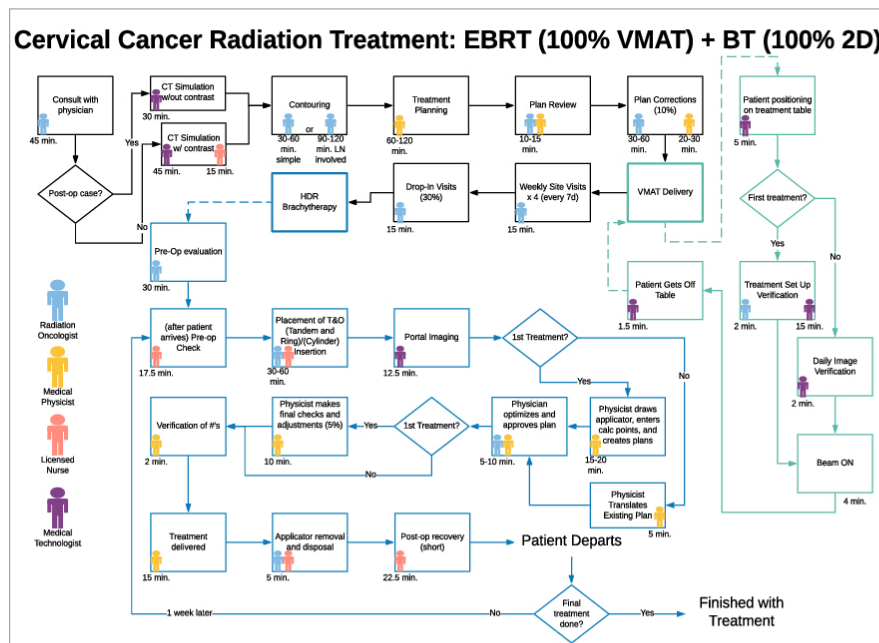 Cervical Cancer Radiation Treatment: EBRT (100% VMAT) + BT (100% 2D)
Consult with
physician
45 min.
CT Simulation
w/out contrast
30 min.
CT Simulation
w/ contrast
45 min.
15 min.
Yes
Post-op case?
No
Contouring
30-60
min.
simple
or
90-120
min. LN
involved
Treatment
Planning
60-120
min.
Plan Review
10-15
min.
Plan Corrections
(10%)
30-60
min.
20-30
min.
Patient positioning
on treatment table
5 min.
HDR
Brachytherapy
Drop-In Visits
(30%)
15 min.
Weekly Site Visits
x 4 (every 7d)
15 min.
VMAT Delivery
First treatment?
Yes
No
Pre-Op evaluation
30 min.
Patient Gets Off
Table
1.5 min.
Treatment Set Up
Verification
2 min.
15 min.
Radiation
Oncologist
Medical
Physicist
Licensed
Nurse
Medical
Technologist
(after patient
arrives) Pre-op
Check
17.5 min.
Placement of T&O
(Tandem and
Ring)/(Cylinder)
Insertion
30-60
min.
Portal Imaging
12.5 min.
1st Treatment?
Yes
No
Daily Image
Verification
2 min.
Verification of #'s
2 min.
Physicist makes
final checks and
adjustments (5%)
10 min.
Yes
1st Treatment?
No
Physician
optimizes and
approves plan
5-10
min.
Physicist draws
applicator, enters
calc points, and
creates plans
15-20
min.
Beam ON
4 min.
Physicist
Translates
Existing Plan
5 min.
Treatment
delivered
15 min.
Applicator removal
and disposal
5 min.
Post-op recovery
(short)
22.5 min.
Patient Departs
1 week later
No
Final
treatment
done?
Yes
Finished with
Treatment